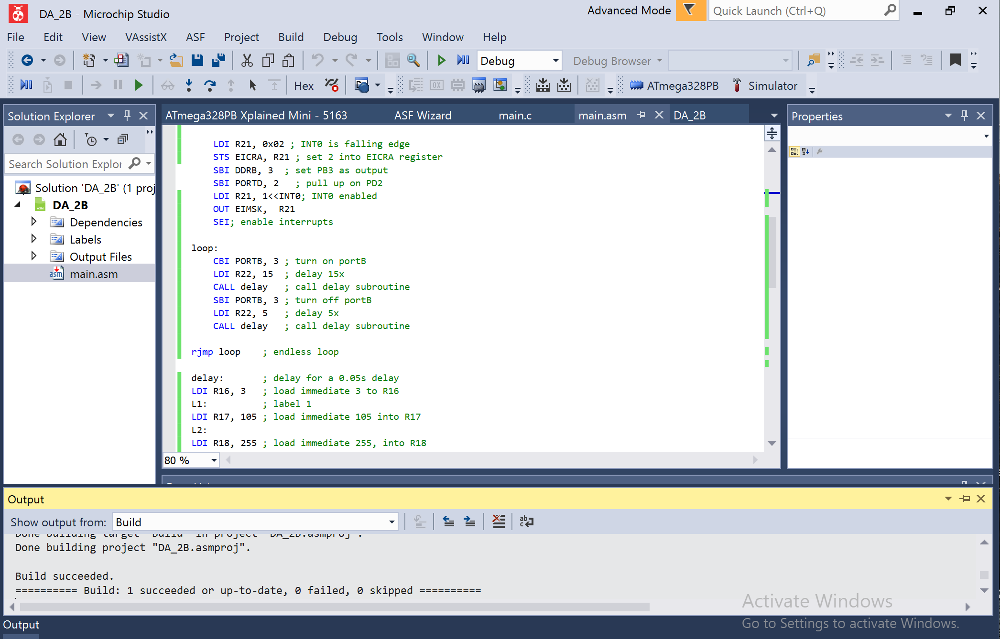 DA_2B - Microchip Studio
Advanced Mode
Quick Launch (Ctrl+Q)
File Edit View VAssistX ASF Project Build Debug Tools Window Help
Debug
Debug Browser
Hex
ATmega328PB
Simulator
Solution Explorer
Search Solution Explor
Solution 'DA_2B' (1 proj
DA_2B
Dependencies
Labels
Output Files
main.asm
ATmega328PB Xplained Mini - 5163
ASF Wizard
main.c
main.asm
DA_2B
LDI R21, 0x02 ; INT0 is falling edge
STS EICRA, R21 ; set 2 into EICRA register
SBI DDRB, 3  ; set PB3 as output
SBI PORTD, 2   ; pull up on PD2
LDI R21, 1<<INT0; INT0 enabled
OUT EIMSK,  R21
SEI; enable interrupts
loop:
CBI PORTB, 3 ; turn on portB
LDI R22, 15  ; delay 15x
CALL delay   ; call delay subroutine
SBI PORTB, 3 ; turn off portB
LDI R22, 5   ; delay 5x
CALL delay   ; call delay subroutine
rjmp loop    ; endless loop
delay:       ; delay for a 0.05s delay
LDI R16, 3   ; load immediate 3 to R16
L1:          ; label 1
LDI R17, 105 ; load immediate 105 into R17
L2:
LDI R18, 255 ; load immediate 255, into R18
80 %
Properties
Output
Show output from: Build
Done building target "Build" in project "DA_2B.asmproj".
Done building project "DA_2B.asmproj".
Build succeeded.
========== Build: 1 succeeded or up-to-date, 0 failed, 0 skipped ==========
Activate Windows
Go to Settings to activate Windows.
Output